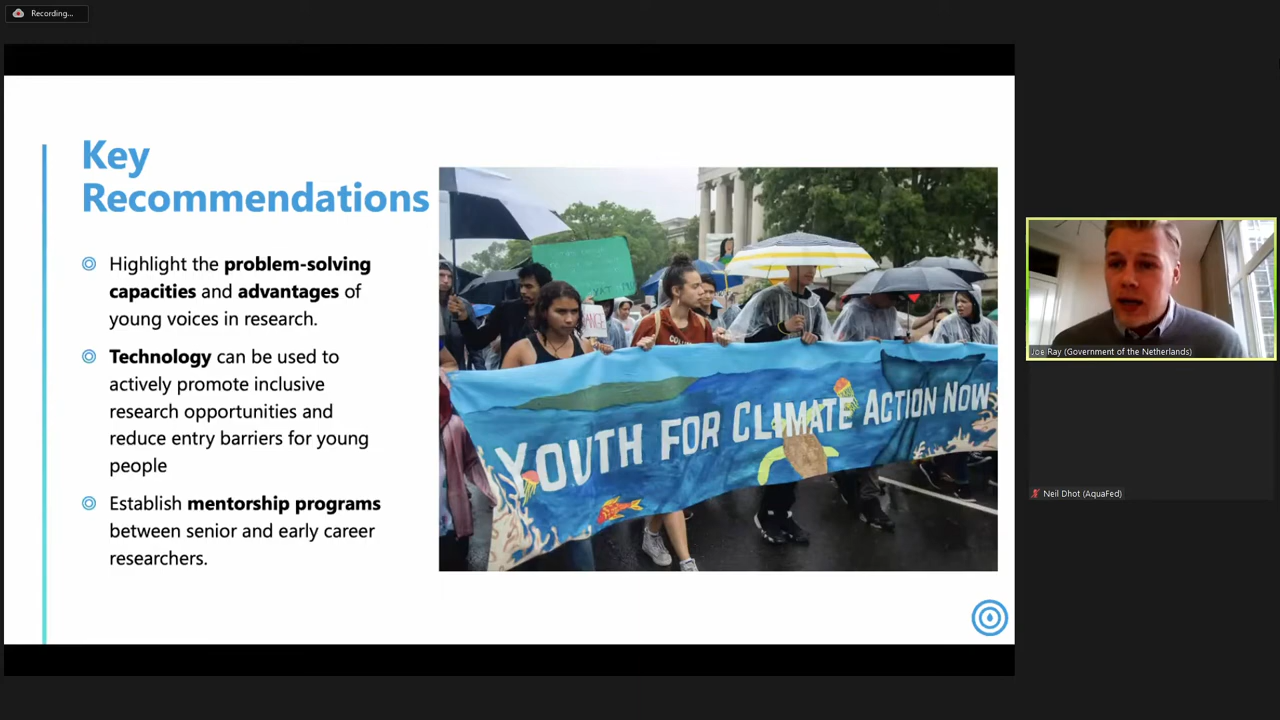 Recording...
Key
Recommendations
Highlight the problem-solving
capacities and advantages of
young voices in research.
Technology can be used to
actively promote inclusive
research opportunities and
reduce entry barriers for young
people
Establish mentorship programs
between senior and early career
researchers.
YOUTH FOR CLIMATE ACTION NOW
Joe Ray (Government of the Netherlands)
Neil Dhot (AquaFed)